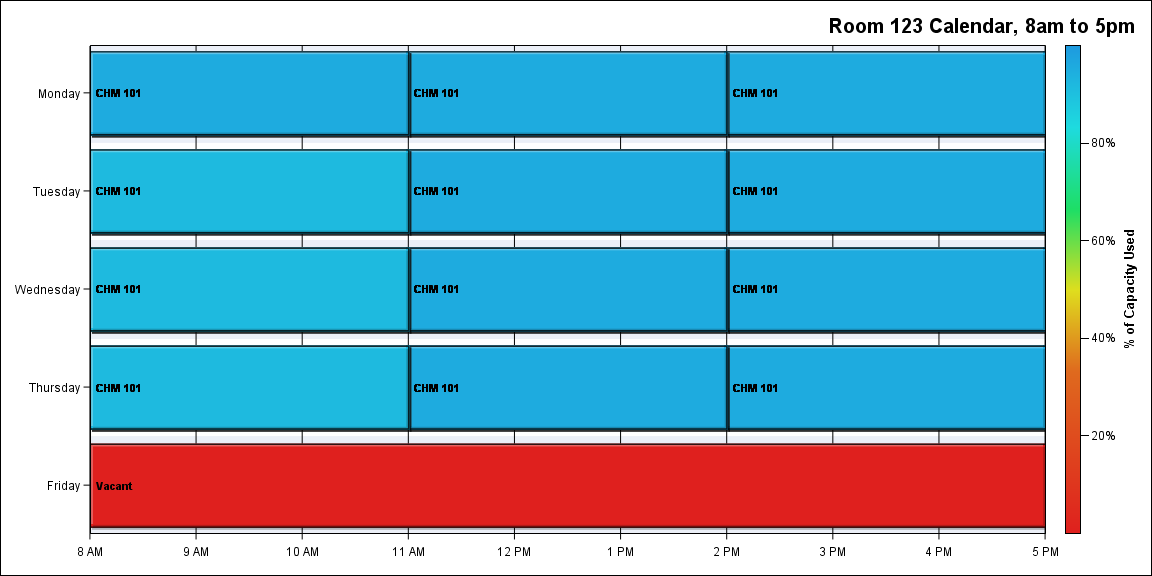 Room 123 Calendar, 8am to 5pm
Monday
CHM 101
CHM 101
CHM 101
Tuesday
CHM 101
CHM 101
CHM 101
Wednesday
CHM 101
CHM 101
CHM 101
Thursday
CHM 101
CHM 101
CHM 101
Friday
Vacant
8 AM
9 AM
10 AM
11 AM
12 PM
1 PM
2 PM
3 PM
4 PM
5 PM
80%
60%
40%
20%
% of Capacity Used